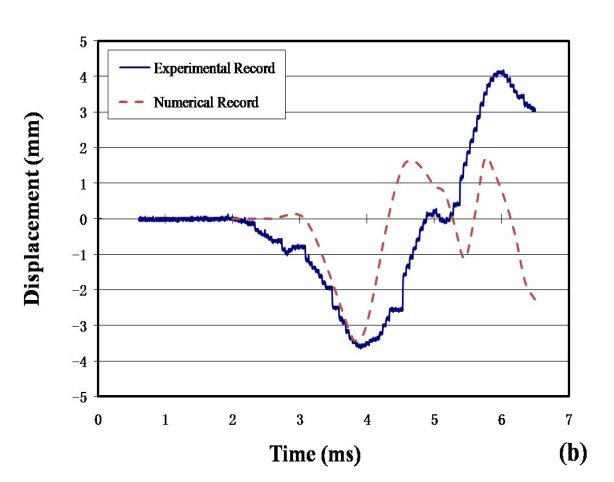 5
4
3
2
1
0
-1
-2
-3
-4
-5
Displacement (mm)
Experimental Record
Numerical Record
0 1 2 3 4 5 6 7
Time (ms)
(b)